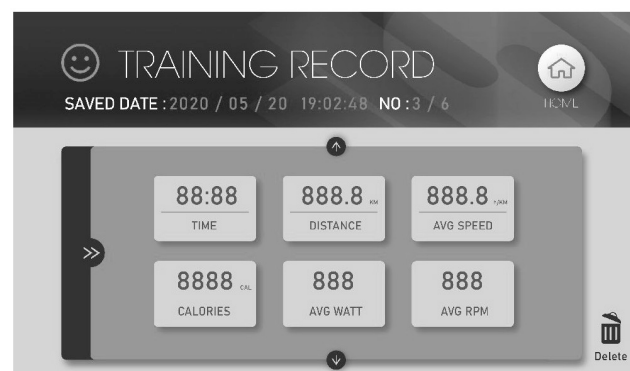 TRAINING RECORD
SAVED DATE : 2020 / 05 / 20 19:02:48 NO : 3 / 6
HOME
88:88
TIME
888.8 KM
DISTANCE
888.8
AVG SPEED
8888 CAL
CALORIES
888
AVG WATT
888
AVG RPM
Delete